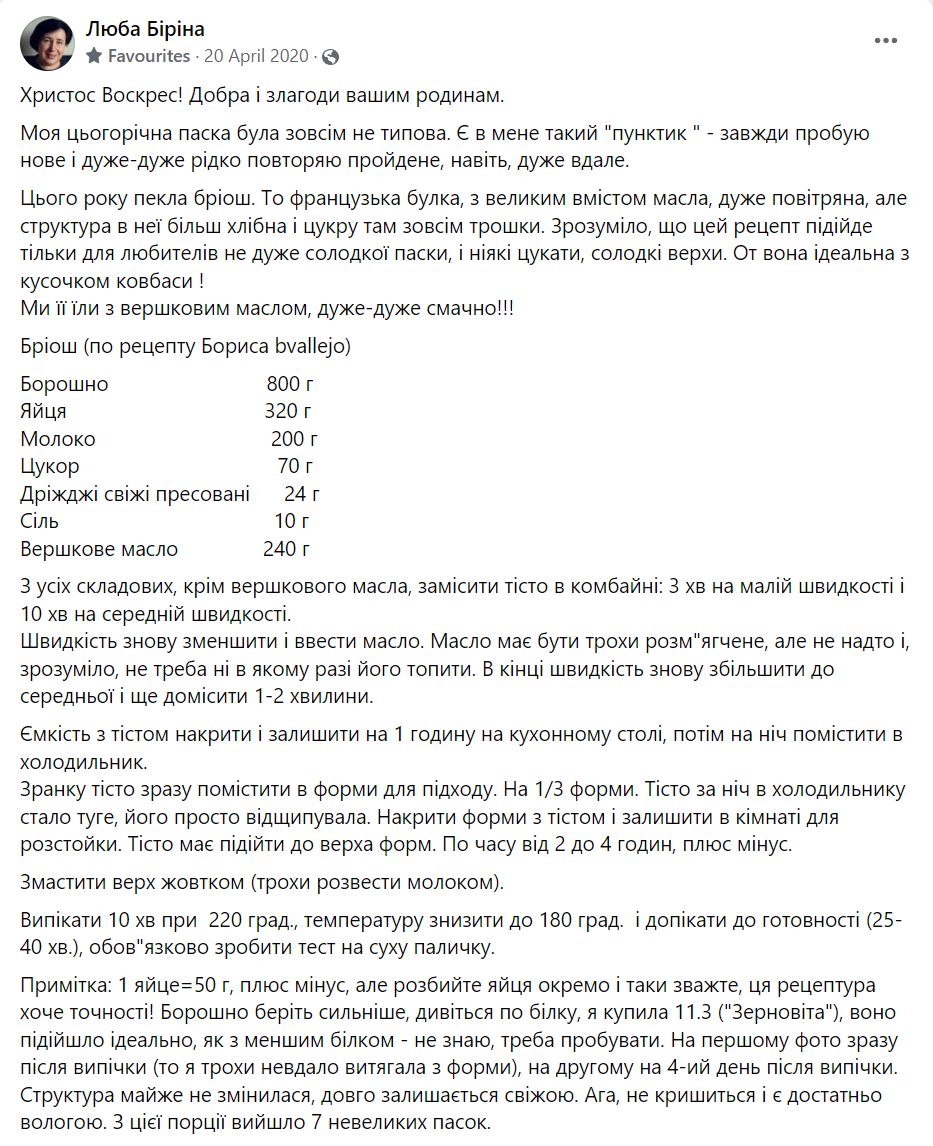 Люба Біріна
Favourites · 20 April 2020 ·
Христос Воскрес! Добра і злагоди вашим родинам.
Моя цьогорічна паска була зовсім не типова. Є в мене такий "пунктик " - завжди пробую
нове і дуже-дуже рідко повторяю пройдене, навіть, дуже вдале.
Цього року пекла бріош. То французька булка, з великим вмістом масла, дуже повітряна, але
структура в неї більш хлібна і цукру там зовсім трошки. Зрозуміло, що цей рецепт підійде
тільки для любителів не дуже солодкої паски, і ніякі цукати, солодкі верхи. От вона ідеальна з
кусочком ковбаси !
Ми її їли з вершковим маслом, дуже-дуже смачно!!!
Бріош (по рецепту Бориса bvallejo)
Борошно 800 г
Яйця 320 г
Молоко 200 г
Цукор 70 г
Дріжджі свіжі пресовані 24 г
Сіль 10 г
Вершкове масло 240 г
З усіх складових, крім вершкового масла, замісити тісто в комбайні: 3 хв на малій швидкості і
10 хв на середній швидкості.
Швидкість знову зменшити і ввести масло. Масло має бути трохи розм"ягчене, але не надто і,
зрозуміло, не треба ні в якому разі його топити. В кінці швидкість знову збільшити до
середньої і ще домісити 1-2 хвилини.
Ємкість з тістом накрити і залишити на 1 годину на кухонному столі, потім на ніч помістити в
холодильник.
Зранку тісто зразу помістити в форми для підходу. На 1/3 форми. Тісто за ніч в холодильнику
стало туге, його просто відщипувала. Накрити форми з тістом і залишити в кімнаті для
розстойки. Тісто має підійти до верха форм. По часу від 2 до 4 годин, плюс мінус.
Змастити верх жовтком (трохи розвести молоком).
Випікати 10 хв при 220 град., температуру знизити до 180 град. і допікати до готовності (25-
40 хв.), обов"язково зробити тест на суху паличку.
Примітка: 1 яйце=50 г, плюс мінус, але розбийте яйця окремо і таки зважте, ця рецептура
хоче точності! Борошно беріть сильніше, дивіться по білку, я купила 11.3 ("Зерновіта"), воно
підійшло ідеально, як з меншим білком - не знаю, треба пробувати. На першому фото зразу
після випічки (то я трохи невдало витягала з форми), на другому на 4-ий день після випічки.
Структура майже не змінилася, довго залишається свіжою. Ага, не кришиться і є достатньо
вологою. З цієї порції вийшло 7 невеликих пасок.